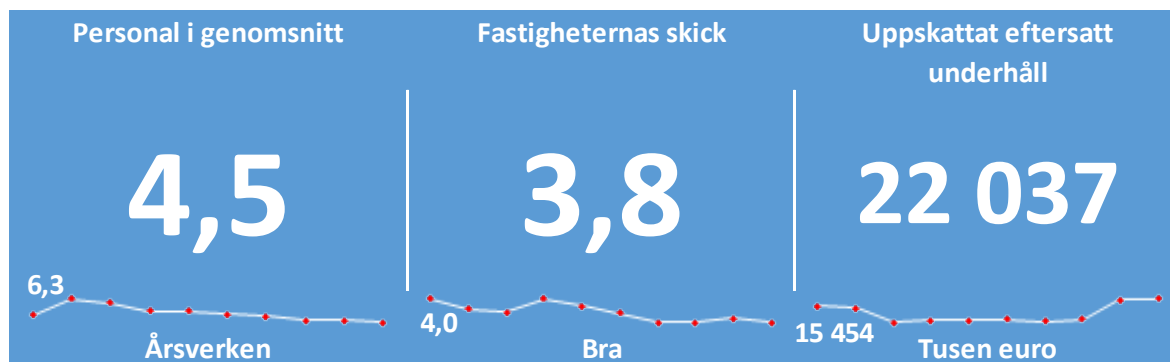 Personal i genomsnitt
4,5
6,3
Årsverken
Fastigheternas skick
3,8
4,0
Bra
Uppskattat eftersatt
underhåll
22 037
15 454
Tusen euro